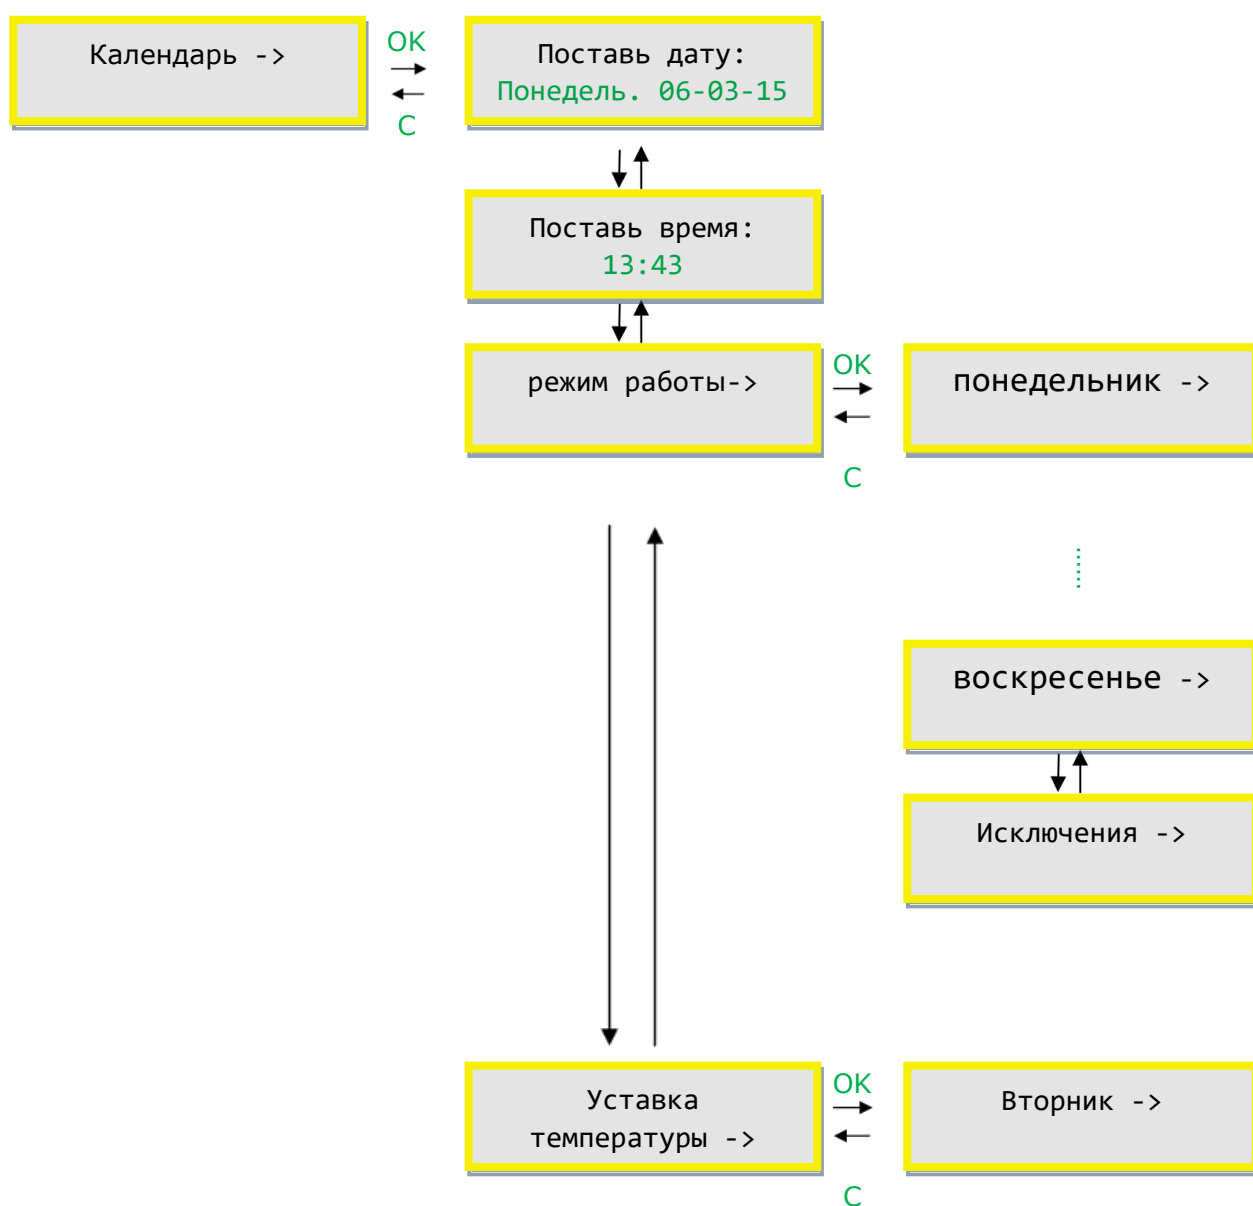 Календарь ->
OK
C
Поставь дату:
Понедель. 06-03-15
Поставь время:
13:43
режим работы->
OK
C
понедельник ->
воскресенье ->
Исключения ->
Уставка
температуры ->
OK
C
Вторник ->